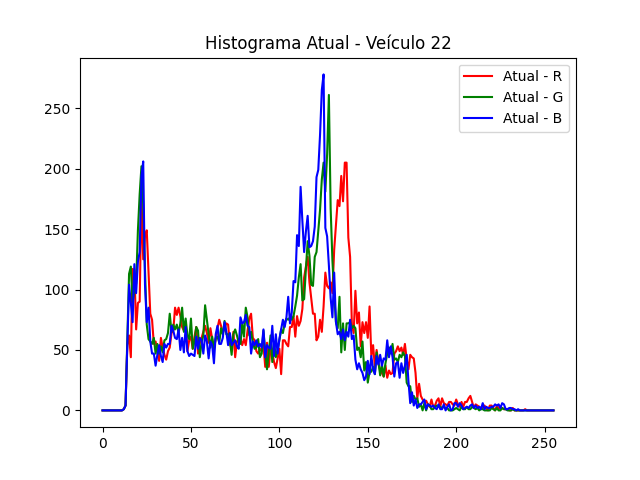 Histograma Atual - Veículo 22
Atual - R
Atual - G
Atual - B
250
200
150
100
50
0
0 50 100 150 200 250